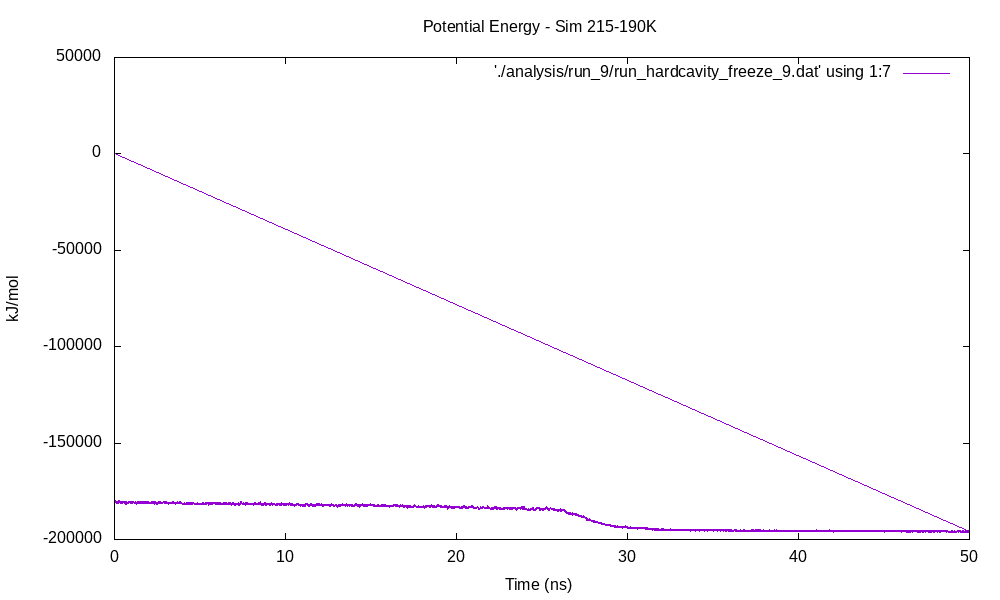 Potential Energy - Sim 215-190K
'./analysis/run_9/run_hardcavity_freeze_9.dat' using 1:7
50000
0
-50000
-100000
-150000
-200000
kJ/mol
0 10 20 30 40 50
Time (ns)